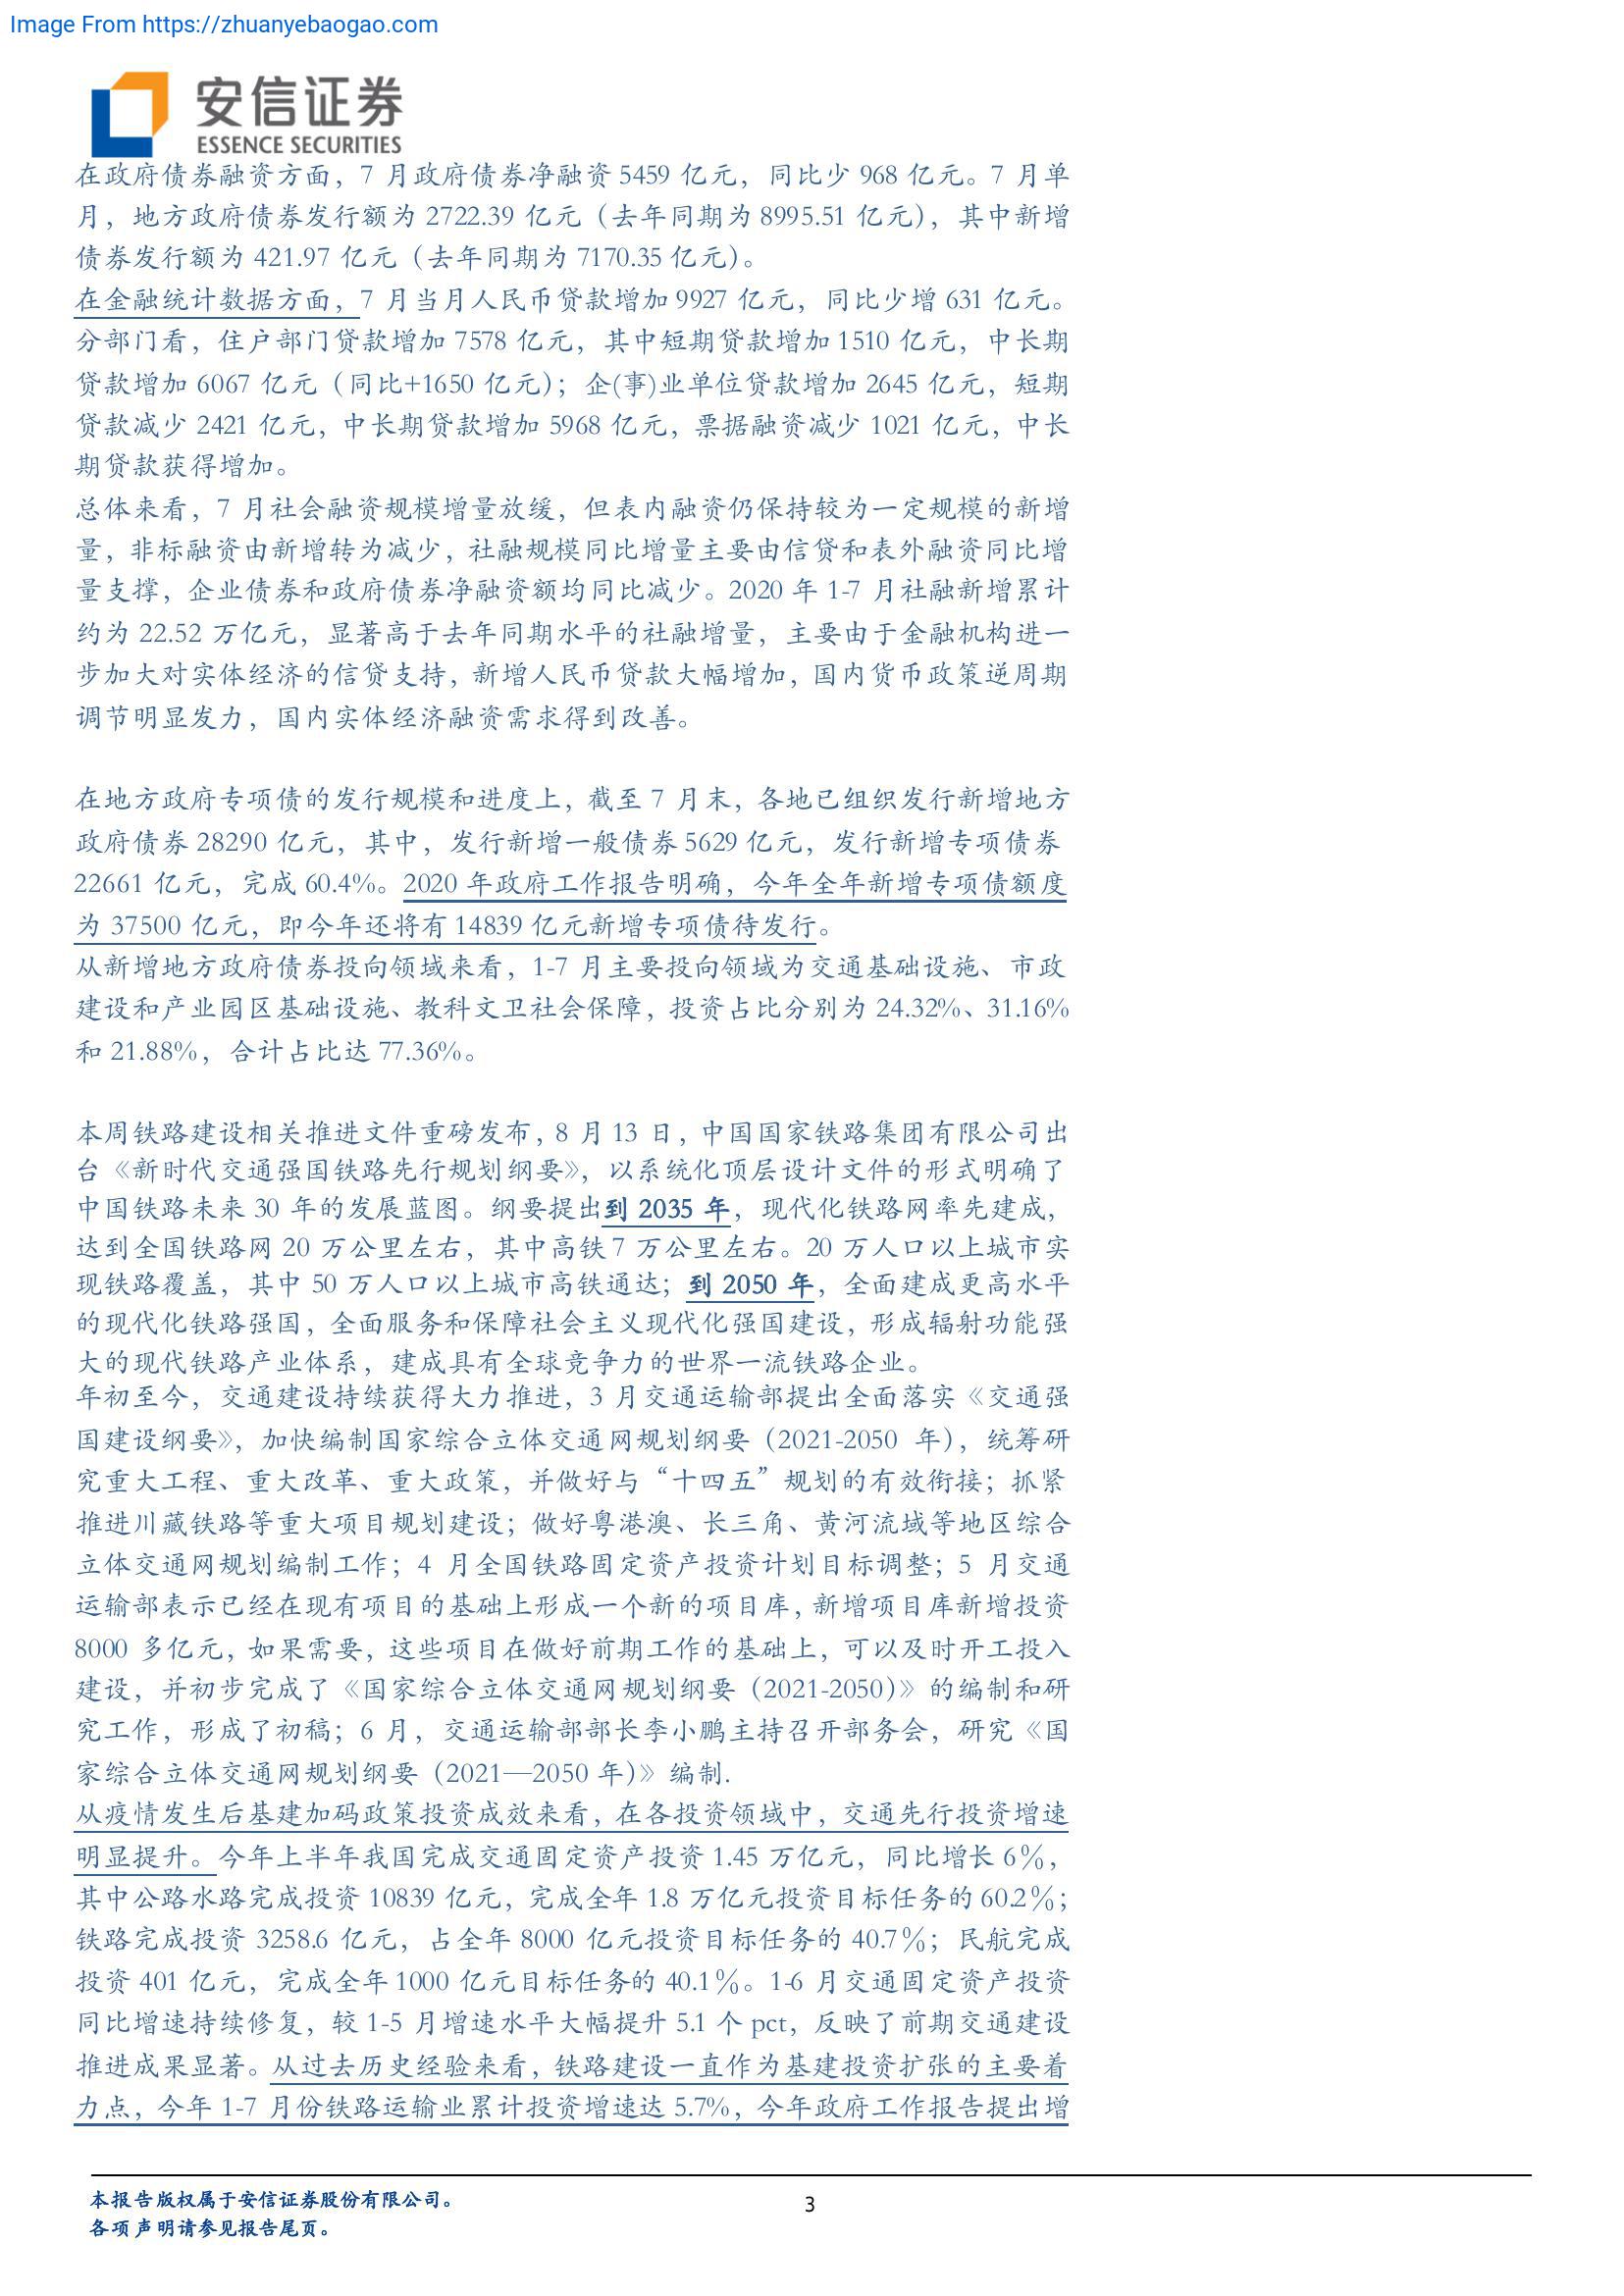 Image From https://zhuanyebaogao.com
安信证券
ESSENCE SECURITIES
在政府债券融资方面，7 月政府债券净融资 5459 亿元，同比少 968 亿元。7 月单
月，地方政府债券发行额为 2722.39 亿元（去年同期为 8995.51 亿元），其中新增
债券发行额为 421.97 亿元（去年同期为 7170.35 亿元）。
在金融统计数据方面，7 月当月人民币贷款增加 9927 亿元，同比少增 631 亿元。
分部门看，住户部门贷款增加 7578 亿元，其中短期贷款增加 1510 亿元，中长期
贷款增加 6067 亿元（同比+1650 亿元）；企(事)业单位贷款增加 2645 亿元，短期
贷款减少 2421 亿元，中长期贷款增加 5968 亿元，票据融资减少 1021 亿元，中长
期贷款获得增加。
总体来看，7 月社会融资规模增量放缓，但表内融资仍保持较为一定规模的新增
量，非标融资由新增转为减少，社融规模同比增量主要由信贷和表外融资同比增
量支撑，企业债券和政府债券净融资额均同比减少。2020 年 1-7 月社融新增累计
约为 22.52 万亿元，显著高于去年同期水平的社融增量，主要由于金融机构进一
步加大对实体经济的信贷支持，新增人民币贷款大幅增加，国内货币政策逆周期
调节明显发力，国内实体经济融资需求得到改善。
在地方政府专项债的发行规模和进度上，截至 7 月末，各地已组织发行新增地方
政府债券 28290 亿元，其中，发行新增一般债券 5629 亿元，发行新增专项债券
22661 亿元，完成 60.4%。2020 年政府工作报告明确，今年全年新增专项债额度
为 37500 亿元，即今年还将有 14839 亿元新增专项债待发行。
从新增地方政府债券投向领域来看，1-7 月主要投向领域为交通基础设施、市政
建设和产业园区基础设施、教科文卫社会保障，投资占比分别为 24.32%、31.16%
和 21.88%，合计占比达 77.36%。
本周铁路建设相关推进文件重磅发布，8 月 13 日，中国国家铁路集团有限公司出
台《新时代交通强国铁路先行规划纲要》，以系统化顶层设计文件的形式明确了
中国铁路未来 30 年的发展蓝图。纲要提出到 2035 年，现代化铁路网率先建成，
达到全国铁路网 20 万公里左右，其中高铁 7 万公里左右。20 万人口以上城市实
现铁路覆盖，其中 50 万人口以上城市高铁通达；到 2050 年，全面建成更高水平
的现代化铁路强国，全面服务和保障社会主义现代化强国建设，形成辐射功能强
大的现代铁路产业体系，建成具有全球竞争力的世界一流铁路企业。
年初至今，交通建设持续获得大力推进，3 月交通运输部提出全面落实《交通强
国建设纲要》，加快编制国家综合立体交通网规划纲要（2021-2050 年），统筹研
究重大工程、重大改革、重大政策，并做好与“十四五”规划的有效衔接；抓紧
推进川藏铁路等重大项目规划建设；做好粤港澳、长三角、黄河流域等地区综合
立体交通网规划编制工作；4 月全国铁路固定资产投资计划目标调整；5 月交通
运输部表示已经在现有项目的基础上形成一个新的项目库，新增项目库新增投资
8000 多亿元，如果需要，这些项目在做好前期工作的基础上，可以及时开工投入
建设，并初步完成了《国家综合立体交通网规划纲要（2021-2050）》的编制和研
究工作，形成了初稿；6 月，交通运输部部长李小鹏主持召开部务会，研究《国
家综合立体交通网规划纲要（2021—2050 年）》编制.
从疫情发生后基建加码政策投资成效来看，在各投资领域中，交通先行投资增速
明显提升。今年上半年我国完成交通固定资产投资 1.45 万亿元，同比增长 6％，
其中公路水路完成投资 10839 亿元，完成全年 1.8 万亿元投资目标任务的 60.2％；
铁路完成投资 3258.6 亿元，占全年 8000 亿元投资目标任务的 40.7％；民航完成
投资 401 亿元，完成全年 1000 亿元目标任务的 40.1％。1-6 月交通固定资产投资
同比增速持续修复，较 1-5 月增速水平大幅提升 5.1 个 pct，反映了前期交通建设
推进成果显著。从过去历史经验来看，铁路建设一直作为基建投资扩张的主要着
力点，今年 1-7 月份铁路运输业累计投资增速达 5.7%，今年政府工作报告提出增
本报告版权属于安信证券股份有限公司。
3
各项声明请参见报告尾页。